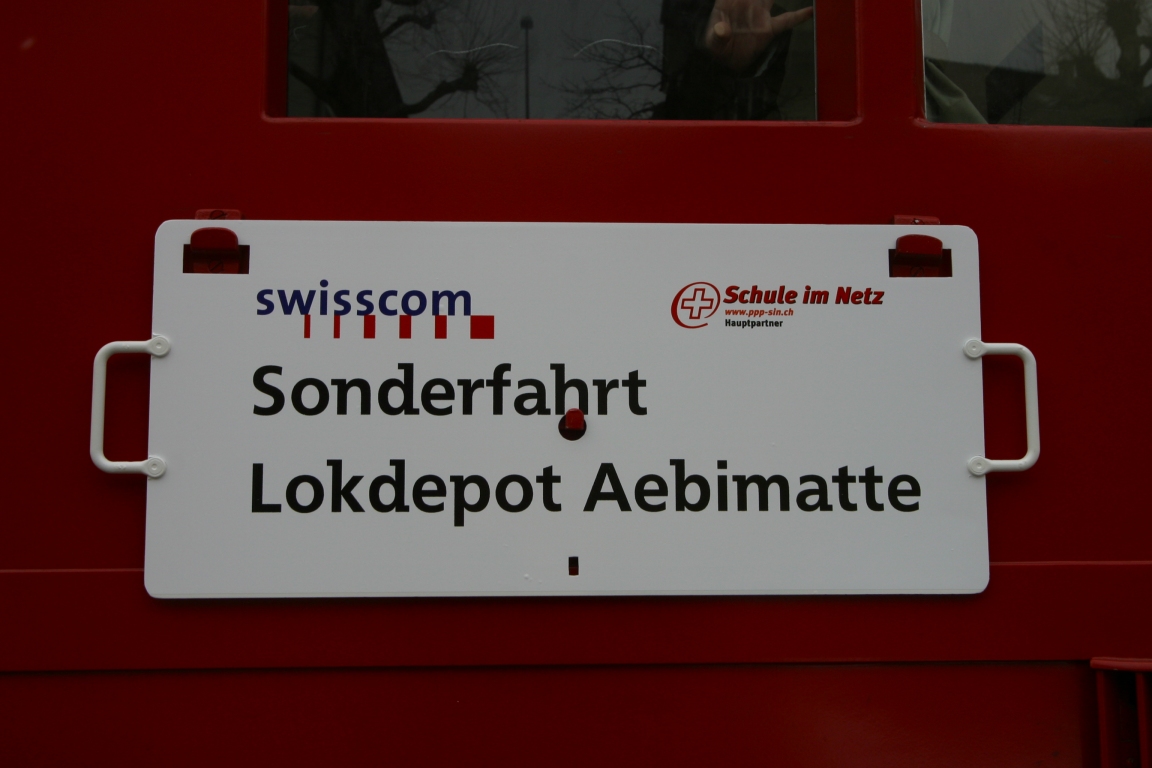 swisscom
Schule im Netz
www.ppp-sin.ch
Hauptpartner
Sonderfahrt
Lokdepot Aebimatte